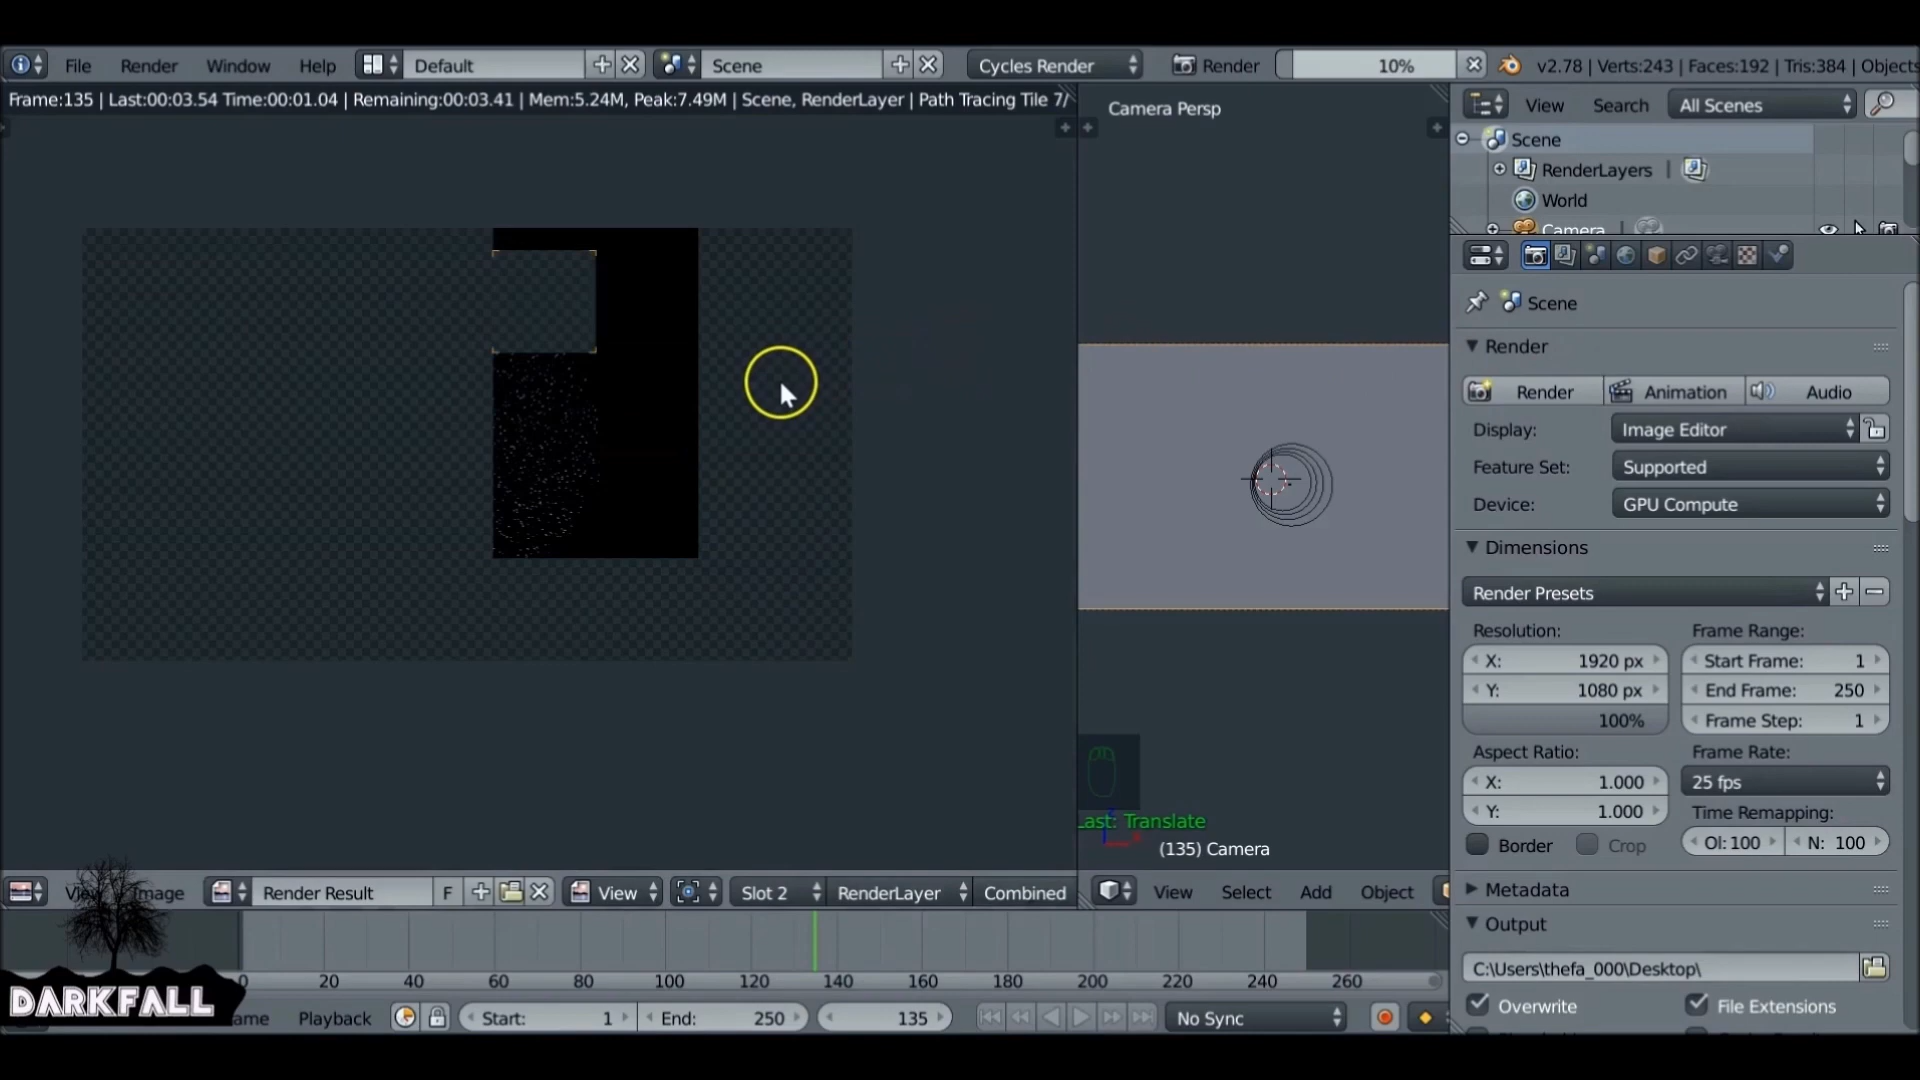 File Render Window Help Default Scene Cycles Render Render 10% v2.78 | Verts:243 | Faces:192 | Tris:384 | Objects
Frame:135 | Last:00:03.54 Time:00:01.04 | Remaining:00:03.41 | Mem:5.24M, Peak:7.49M | Scene, RenderLayer | Path Tracing Tile 7/
Camera Persp
View Search All Scenes
Scene
RenderLayers
World
Camera
Scene
Render
Render Animation Audio
Display: Image Editor
Feature Set: Supported
Device: GPU Compute
Dimensions
Render Presets
Resolution: Frame Range:
X: 1920 px Start Frame: 1
Y: 1080 px End Frame: 250
100% Frame Step: 1
Aspect Ratio: Frame Rate:
X: 1.000 25 fps
Y: 1.000 Time Remapping:
Border Crop Ol: 100 N: 100
Metadata
Output
C:\Users\thefa_000\Desktop\
Overwrite File Extensions
Last: Translate
(135) Camera
Image Render Result F View Slot 2 RenderLayer Combined
View Select Add Object
0 20 40 60 80 100 120 140 160 180 200 220 240 260
Playback Start: 1 End: 250 135 No Sync
DARKFALL